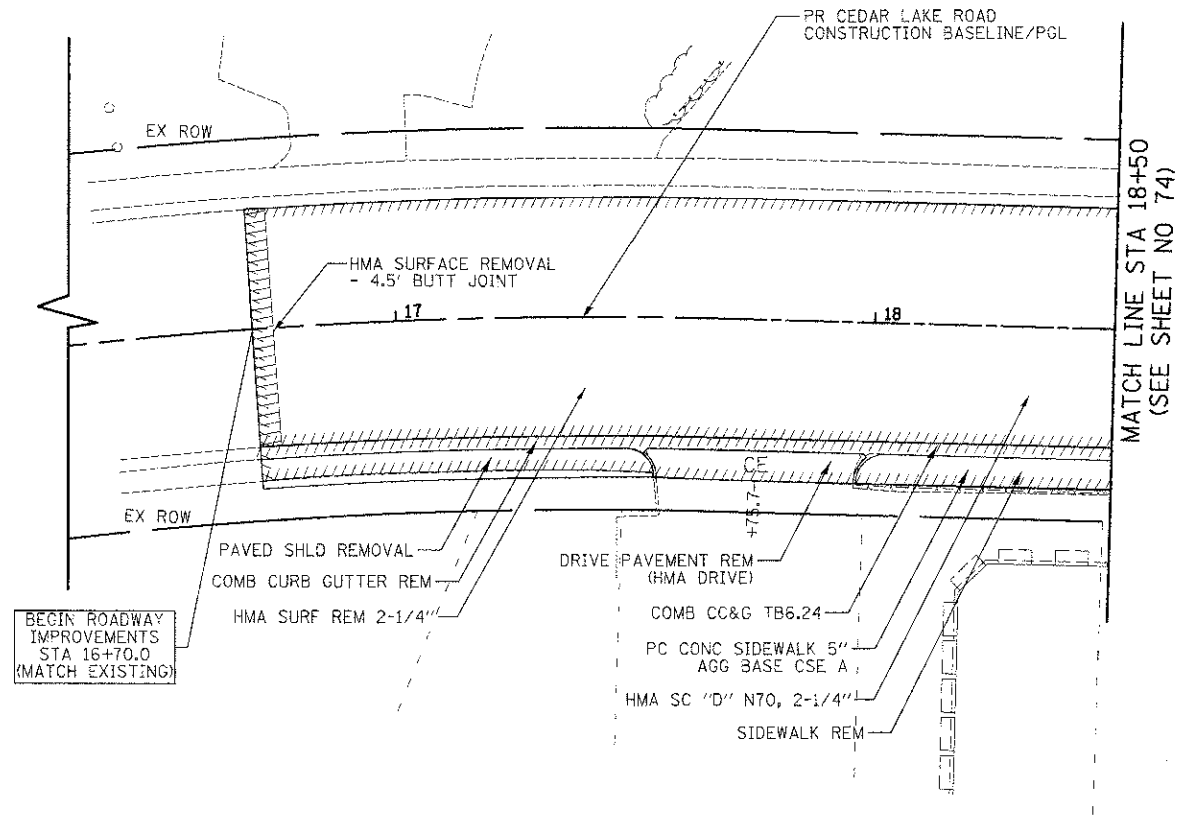 PR CEDAR LAKE ROAD
CONSTRUCTION BASELINE/PGL
EX ROW
HMA SURFACE REMOVAL
- 4.5' BUTT JOINT
17
18
MATCH LINE STA 18+50
(SEE SHEET NO 74)
EX ROW
PAVED SHLD REMOVAL
COMB CURB GUTTER REM
HMA SURF REM 2-1/4"
BEGIN ROADWAY
IMPROVEMENTS
STA 16+70.0
(MATCH EXISTING)
+75.7 CE
DRIVE PAVEMENT REM
(HMA DRIVE)
COMB CC&G TB6.24
PC CONC SIDEWALK 5"
AGG BASE CSE A
HMA SC "D" N70, 2-1/4"
SIDEWALK REM